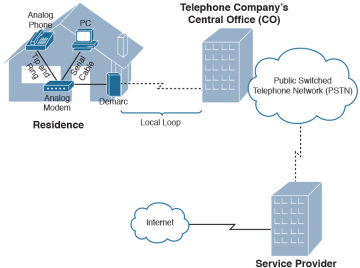 Telephone Company's
Central Office (CO)
Analog
Phone
PC
Tip and
Ring
Serial
Cable
Public Switched
Telephone Network (PSTN)
Analog
Modem
Demarc
Residence
Local Loop
Internet
Service Provider